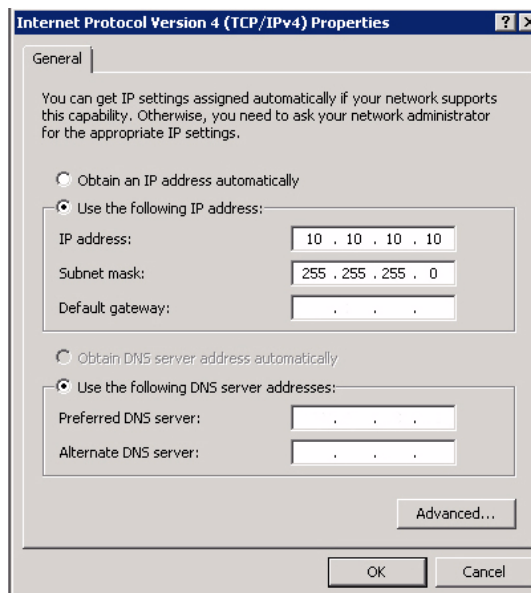 Internet Protocol Version 4 (TCP/IPv4) Properties
General
You can get IP settings assigned automatically if your network supports
this capability. Otherwise, you need to ask your network administrator
for the appropriate IP settings.
Obtain an IP address automatically
Use the following IP address:
IP address: 10 . 10 . 10 . 10
Subnet mask: 255 . 255 . 255 . 0
Default gateway: . . .
Obtain DNS server address automatically
Use the following DNS server addresses:
Preferred DNS server: . . .
Alternate DNS server: . . .
Advanced...
OK Cancel